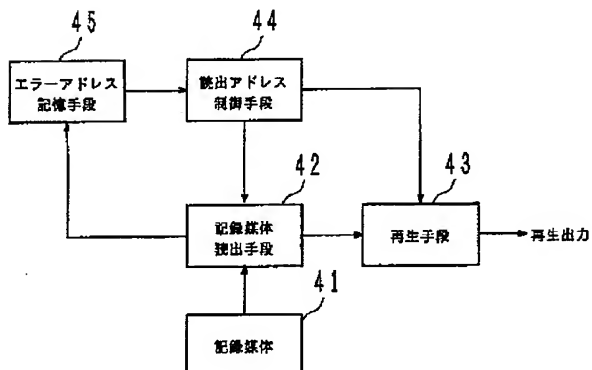 45
エラーアドレス
記憶手段
44
読出アドレス
制御手段
42
記録媒体
読出手段
43
再生手段
再生出力
41
記録媒体